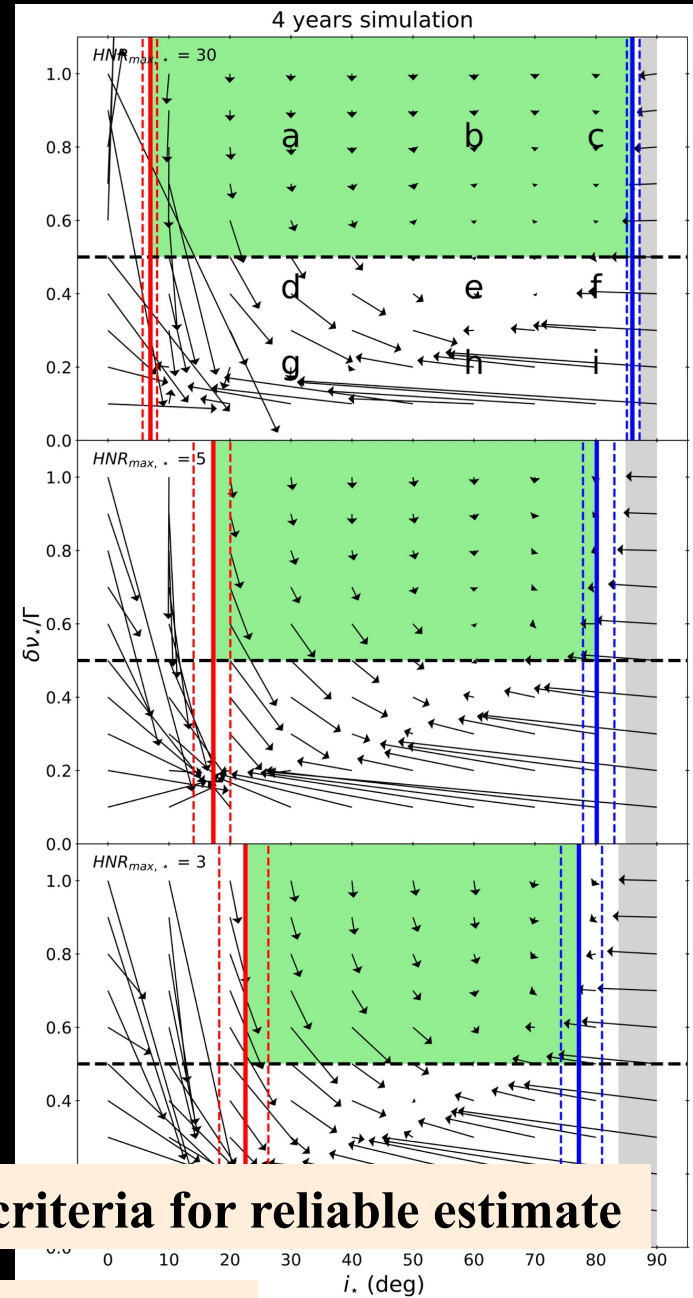 4 years simulation
HNRmax,⋆ = 30
1.0
0.8
a b c
0.6
0.4
d e f
0.2
g h i
0.0
HNRmax,⋆ = 5
1.0
0.8
0.6
δν⋆/Γ
0.4
0.2
0.0
HNRmax,⋆ = 3
1.0
0.8
0.6
0.4
criteria for reliable estimate
0 10 20 30 40 50 60 70 80 90
i⋆ (deg)